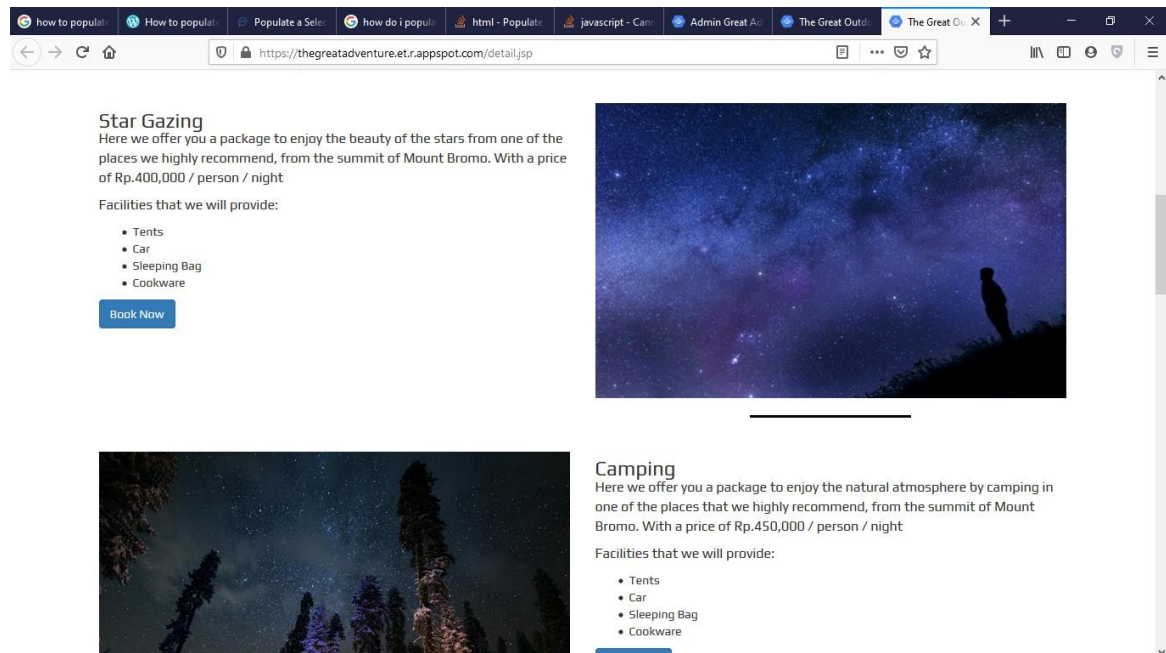 how to populat
How to populat
Populate a Selec
how do i popula
html - Populate
javascript - Cann
Admin Great Ad
The Great Outdo
The Great Ou
https://thegreatadventure.et.r.appspot.com/detail.jsp
Star Gazing
Here we offer you a package to enjoy the beauty of the stars from one of the
places we highly recommend, from the summit of Mount Bromo. With a price
of Rp.400,000 / person / night
Facilities that we will provide:
• Tents
• Car
• Sleeping Bag
• Cookware
Book Now
Camping
Here we offer you a package to enjoy the natural atmosphere by camping in
one of the places that we highly recommend, from the summit of Mount
Bromo. With a price of Rp.450,000 / person / night
Facilities that we will provide:
• Tents
• Car
• Sleeping Bag
• Cookware